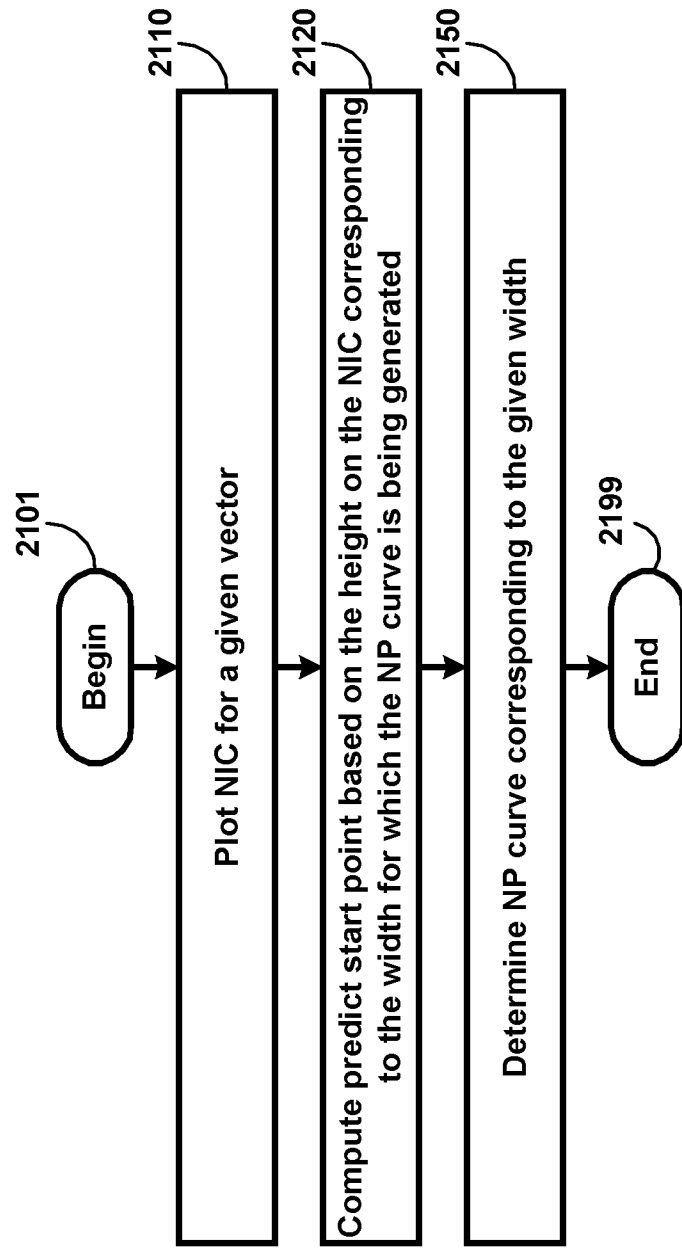 2101
Begin
2110
Plot NIC for a given vector
2120
Compute predict start point based on the height on the NIC corresponding
to the width for which the NP curve is being generated
2150
Determine NP curve corresponding to the given width
2199
End